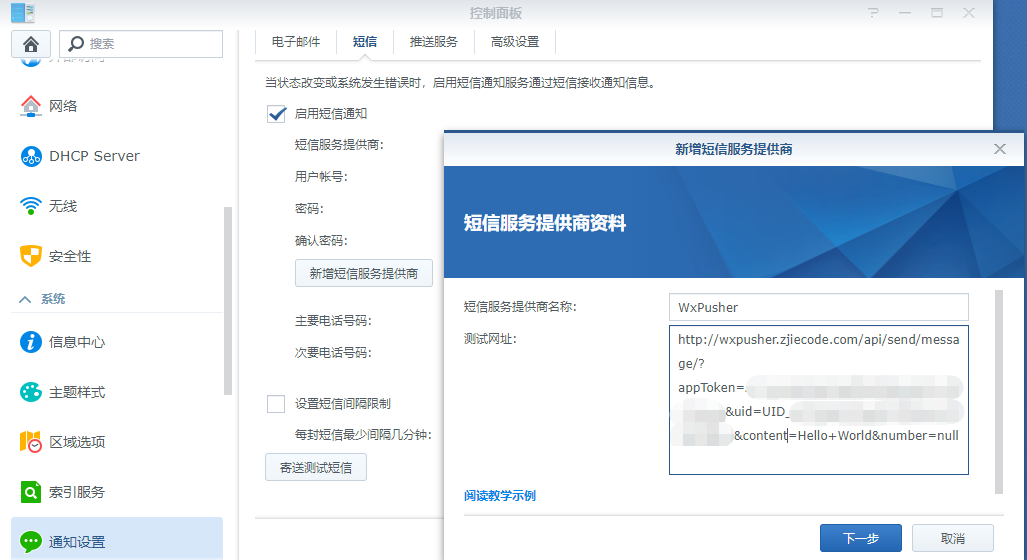 控制面板
搜索
网络
DHCP Server
无线
安全性
系统
信息中心
主题样式
区域选项
索引服务
通知设置
电子邮件
短信
推送服务
高级设置
当状态改变或系统发生错误时，启用短信通知服务通过短信接收通知信息。
启用短信通知
短信服务提供商:
用户帐号:
密码:
确认密码:
新增短信服务提供商
主要电话号码:
次要电话号码:
设置短信间隔限制
每封短信最少间隔几分钟:
寄送测试短信
新增短信服务提供商
短信服务提供商资料
短信服务提供商名称:
WxPusher
测试网址:
http://wxpusher.zjiecode.com/api/send/messa
ge/?
appToken=
&uid=UID_
&content=Hello+World&number=null
阅读教学示例
下一步
取消